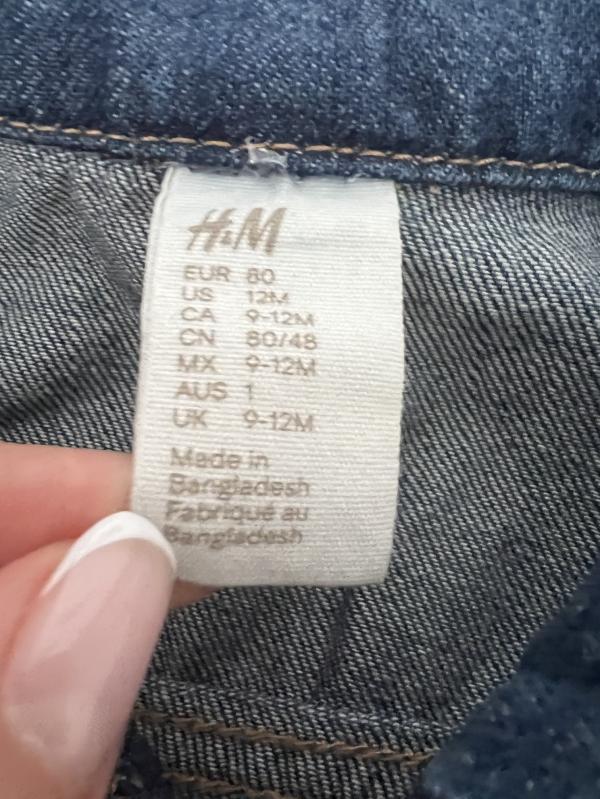 H&M
EUR 80
US 12M
CA 9-12M
CN 80/48
MX 9-12M
AUS 1
UK 9-12M
Made in
Bangladesh
Fabriqué au
Bangladesh